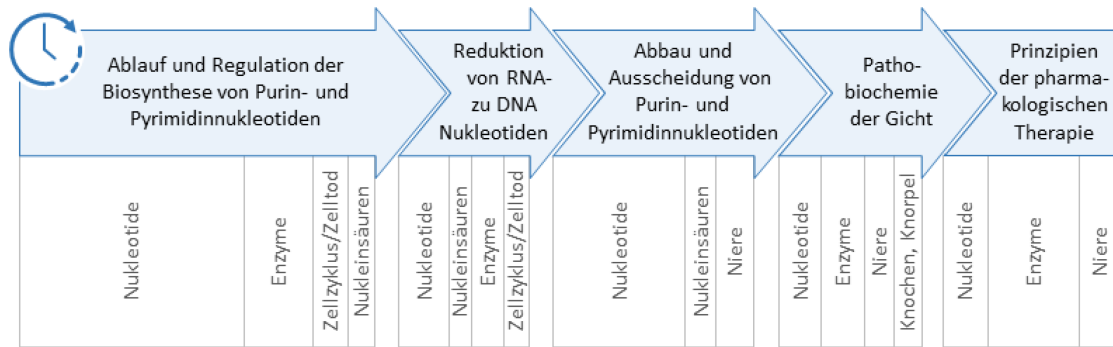 Ablauf und Regulation der
Biosynthese von Purin- und
Pyrimidinnukleotiden
Reduktion
von RNA-
zu DNA
Nukleotiden
Abbau und
Ausscheidung von
Purin- und
Pyrimidinnukleotiden
Patho-
biochemie
der Gicht
Prinzipien
der pharma-
kologischen
Therapie
Nukleotide
Enzyme
Zellzyklus/Zelltod
Nukleinsäuren
Nukleotide
Nukleinsäuren
Enzyme
Zellzyklus/Zelltod
Nukleotide
Nukleinsäuren
Niere
Nukleotide
Enzyme
Niere
Knochen, Knorpel
Nukleotide
Enzyme
Niere